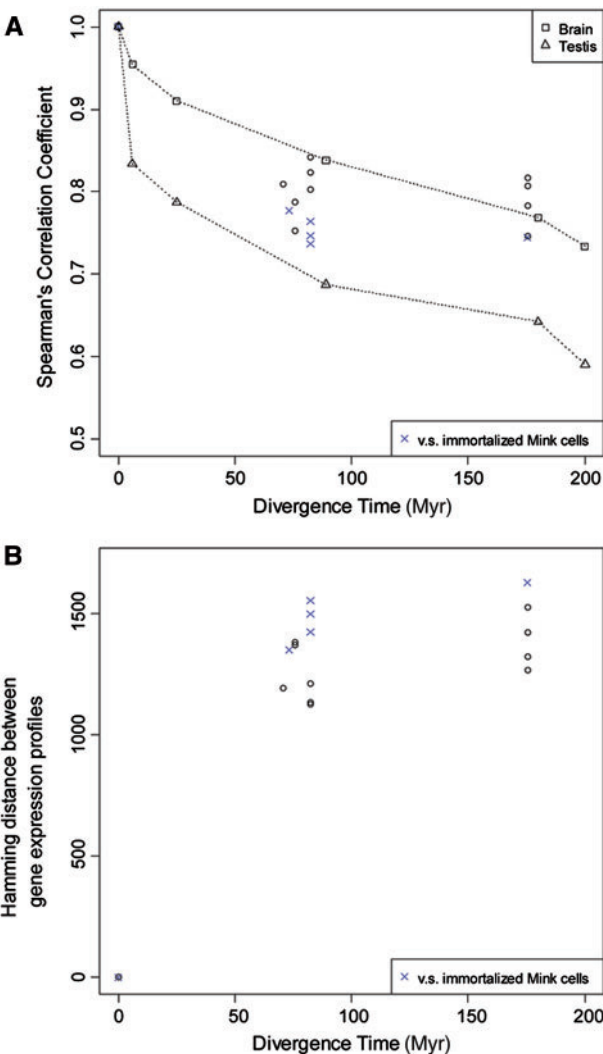 A
Brain
Testis
1.0
0.9
0.8
0.7
0.6
0.5
Spearman's Correlation Coefficient
v.s. immortalized Mink cells
0 50 100 150 200
Divergence Time (Myr)
B
1500
1000
500
0
Hamming distance between
gene expression profiles
v.s. immortalized Mink cells
0 50 100 150 200
Divergence Time (Myr)